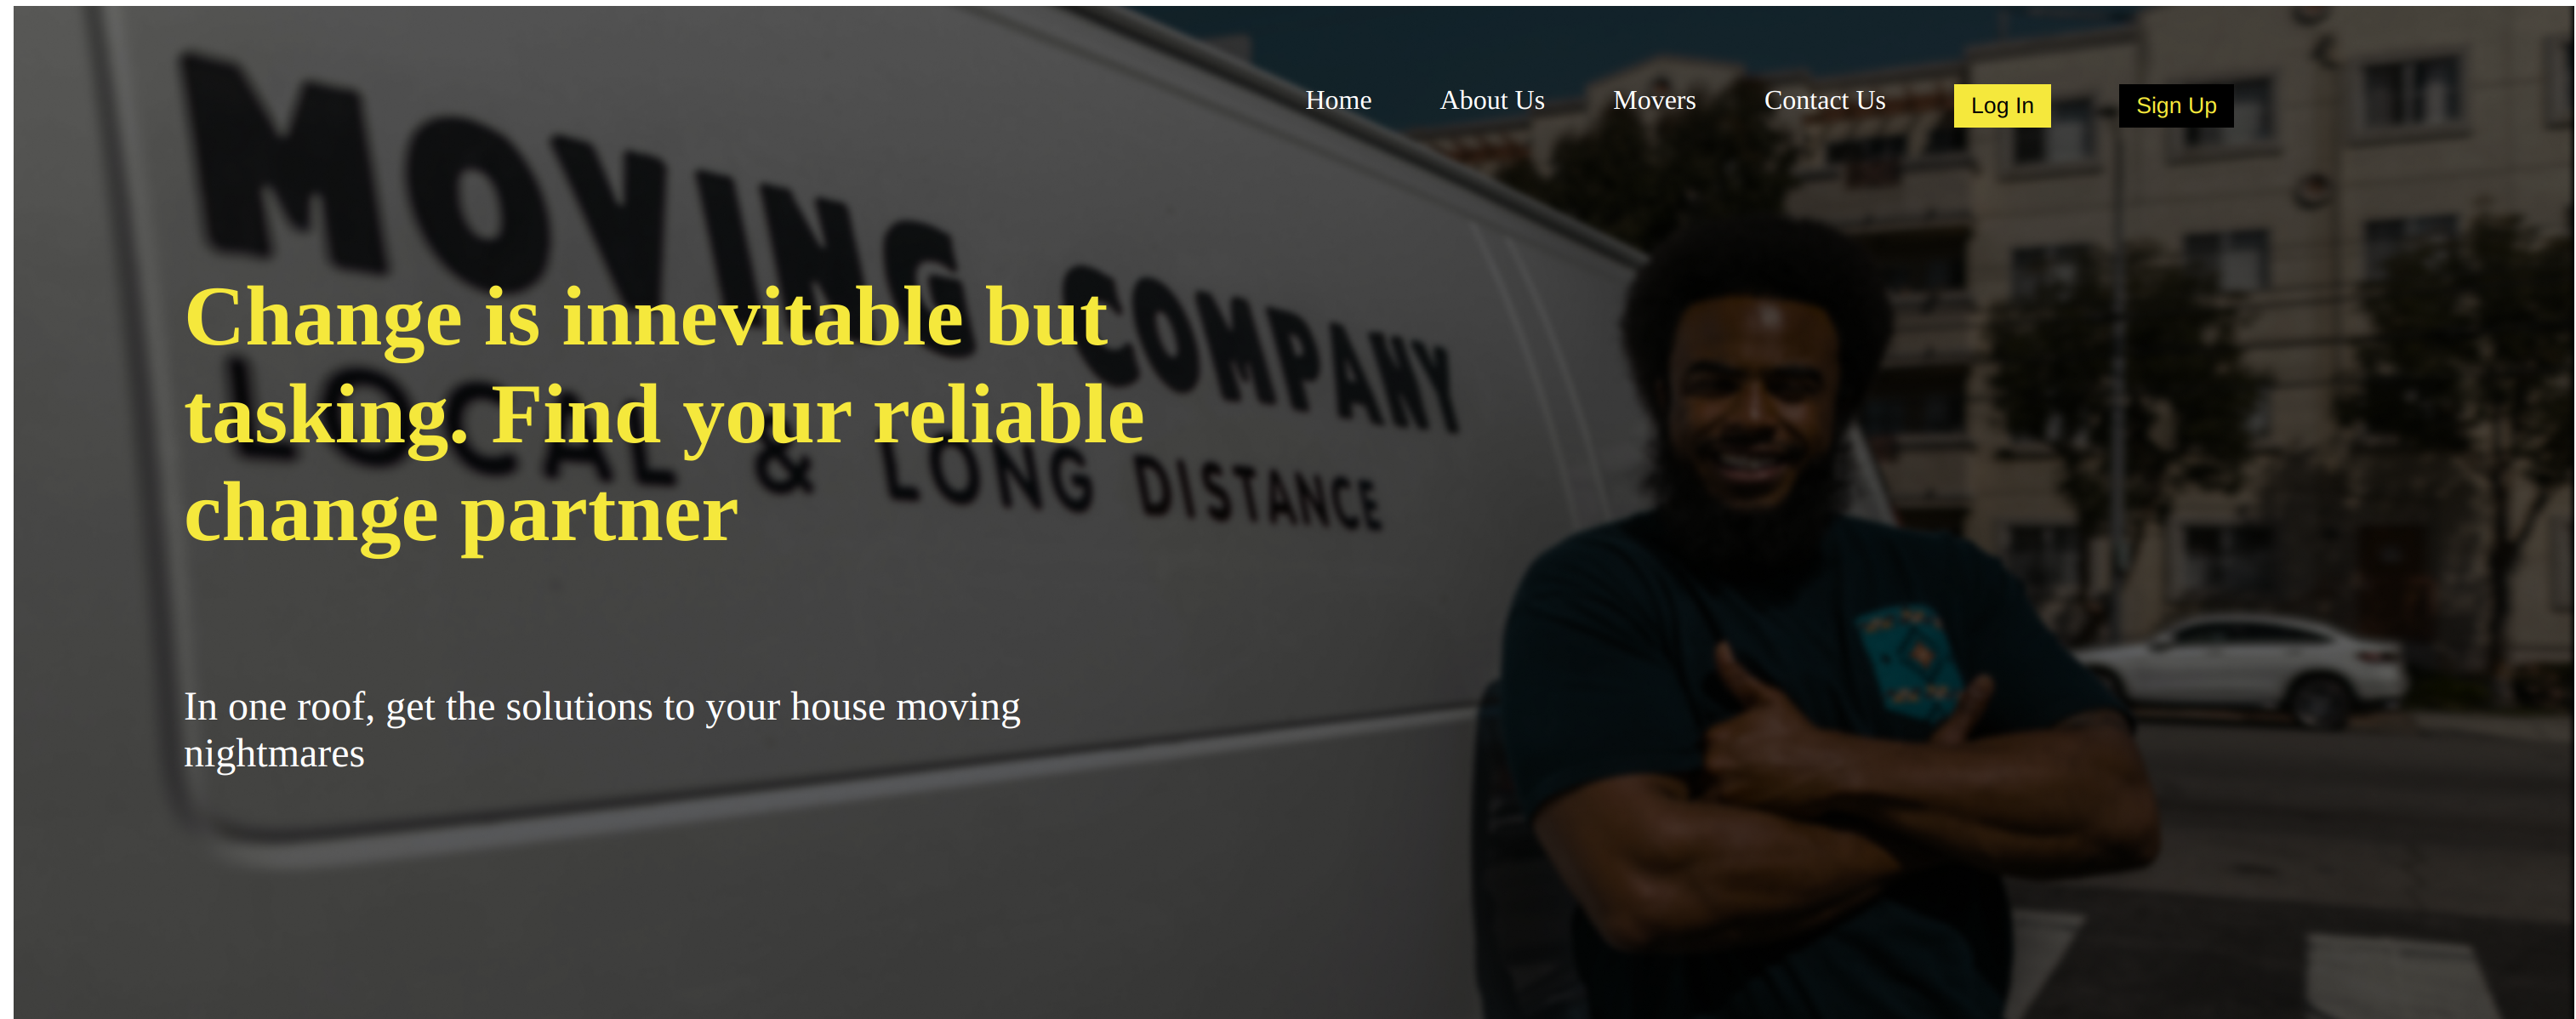 Home About Us Movers Contact Us Log In Sign Up
MOVING COMPANY
LOCAL & LONG DISTANCE
Change is innevitable but
tasking. Find your reliable
change partner
In one roof, get the solutions to your house moving
nightmares